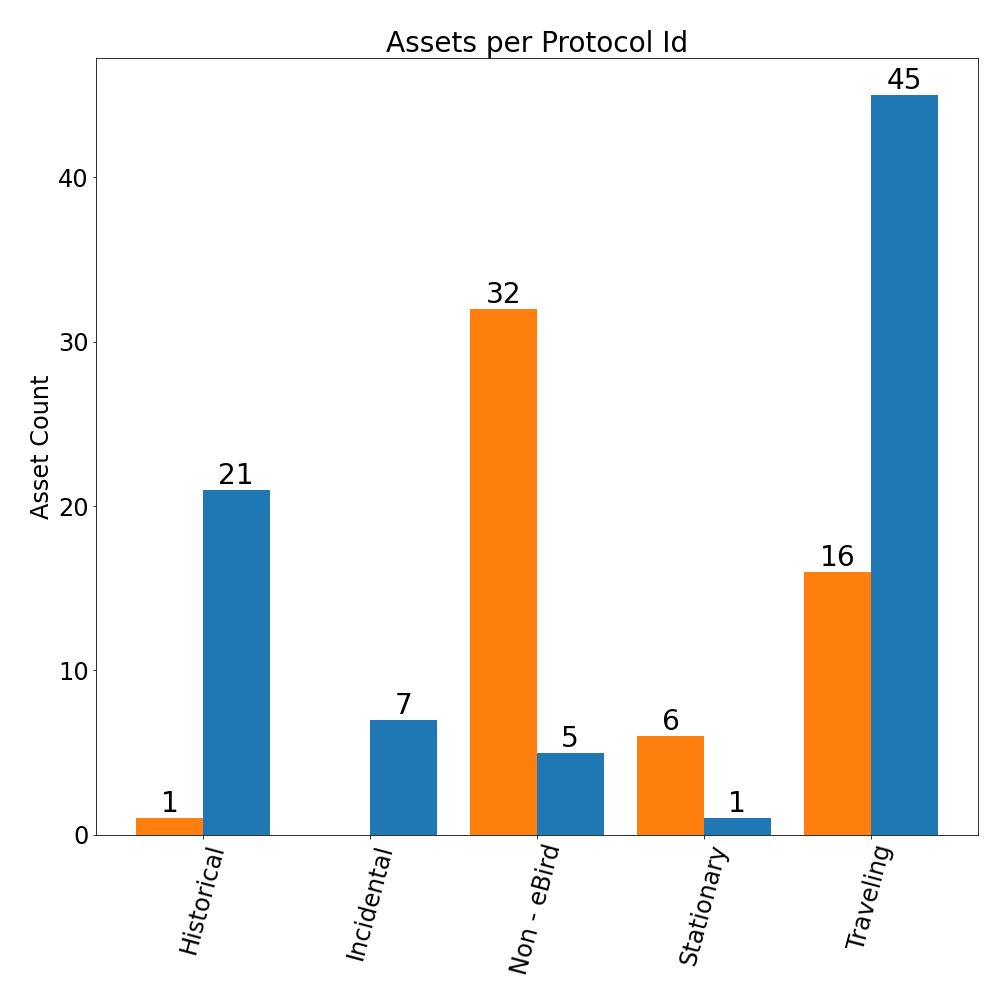 Assets per Protocol Id
Asset Count
40
30
20
10
0
1
21
7
32
5
6
1
16
45
Historical
Incidental
Non - eBird
Stationary
Traveling